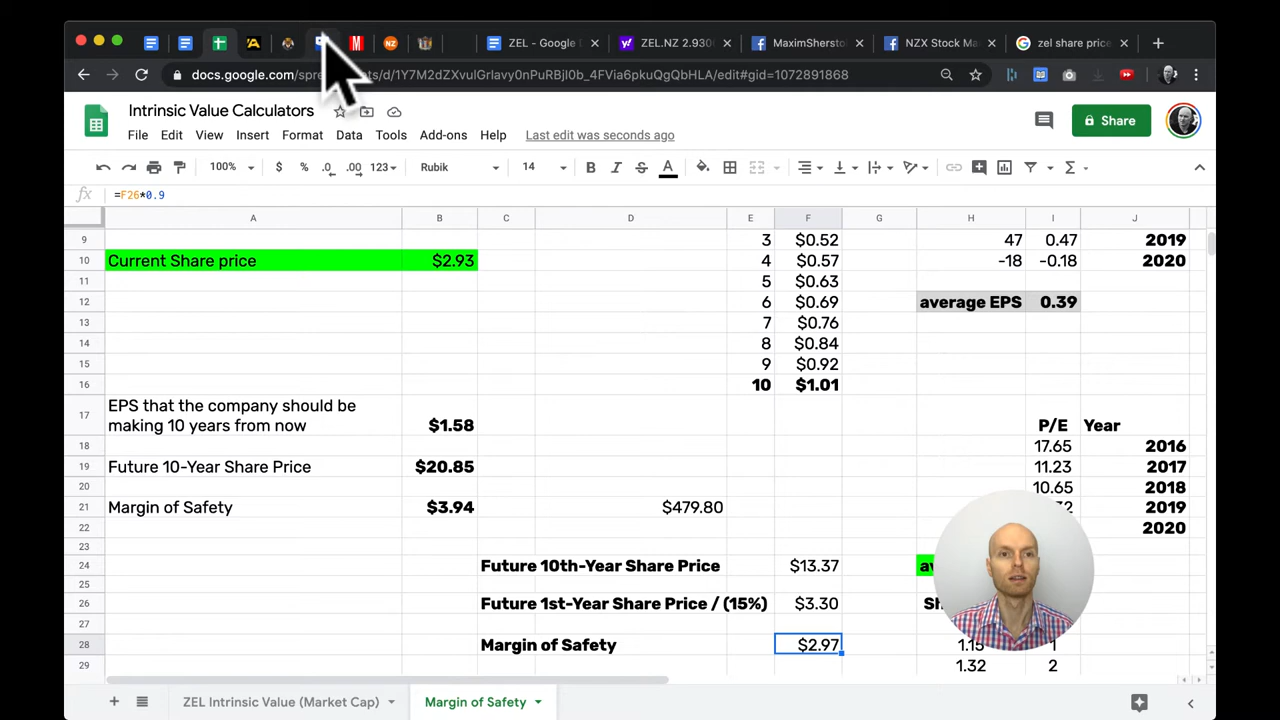 ZEL - Google D
ZEL.NZ 2.930
MaximSherstob
NZX Stock Ma
zel share price
docs.google.com/spre
ets/d/1Y7M2dZXvulGrlavy0nPuRBjl0b_4FVia6pkuQgQbHLA/edit#gid=1072891868
Intrinsic Value Calculators
Share
File Edit View Insert Format Data Tools Add-ons Help Last edit was seconds ago
100% $ % .0 .00 123 Rubik 14 B I S A
fx =F26*0.9
A B C D E F G H I J
9 3 $0.52 47 0.47 2019
10 Current Share price $2.93 4 $0.57 -18 -0.18 2020
11 5 $0.63
12 6 $0.69 average EPS 0.39
13 7 $0.76
14 8 $0.84
15 9 $0.92
16 10 $1.01
EPS that the company should be
17 making 10 years from now $1.58 P/E Year
18 17.65 2016
19 Future 10-Year Share Price $20.85 11.23 2017
20 10.65 2018
21 Margin of Safety $3.94 $479.80 2019
22 2020
23
24 Future 10th-Year Share Price $13.37
25
26 Future 1st-Year Share Price / (15%) $3.30
27
28 Margin of Safety $2.97 1.15 1
29 1.32 2
ZEL Intrinsic Value (Market Cap) Margin of Safety